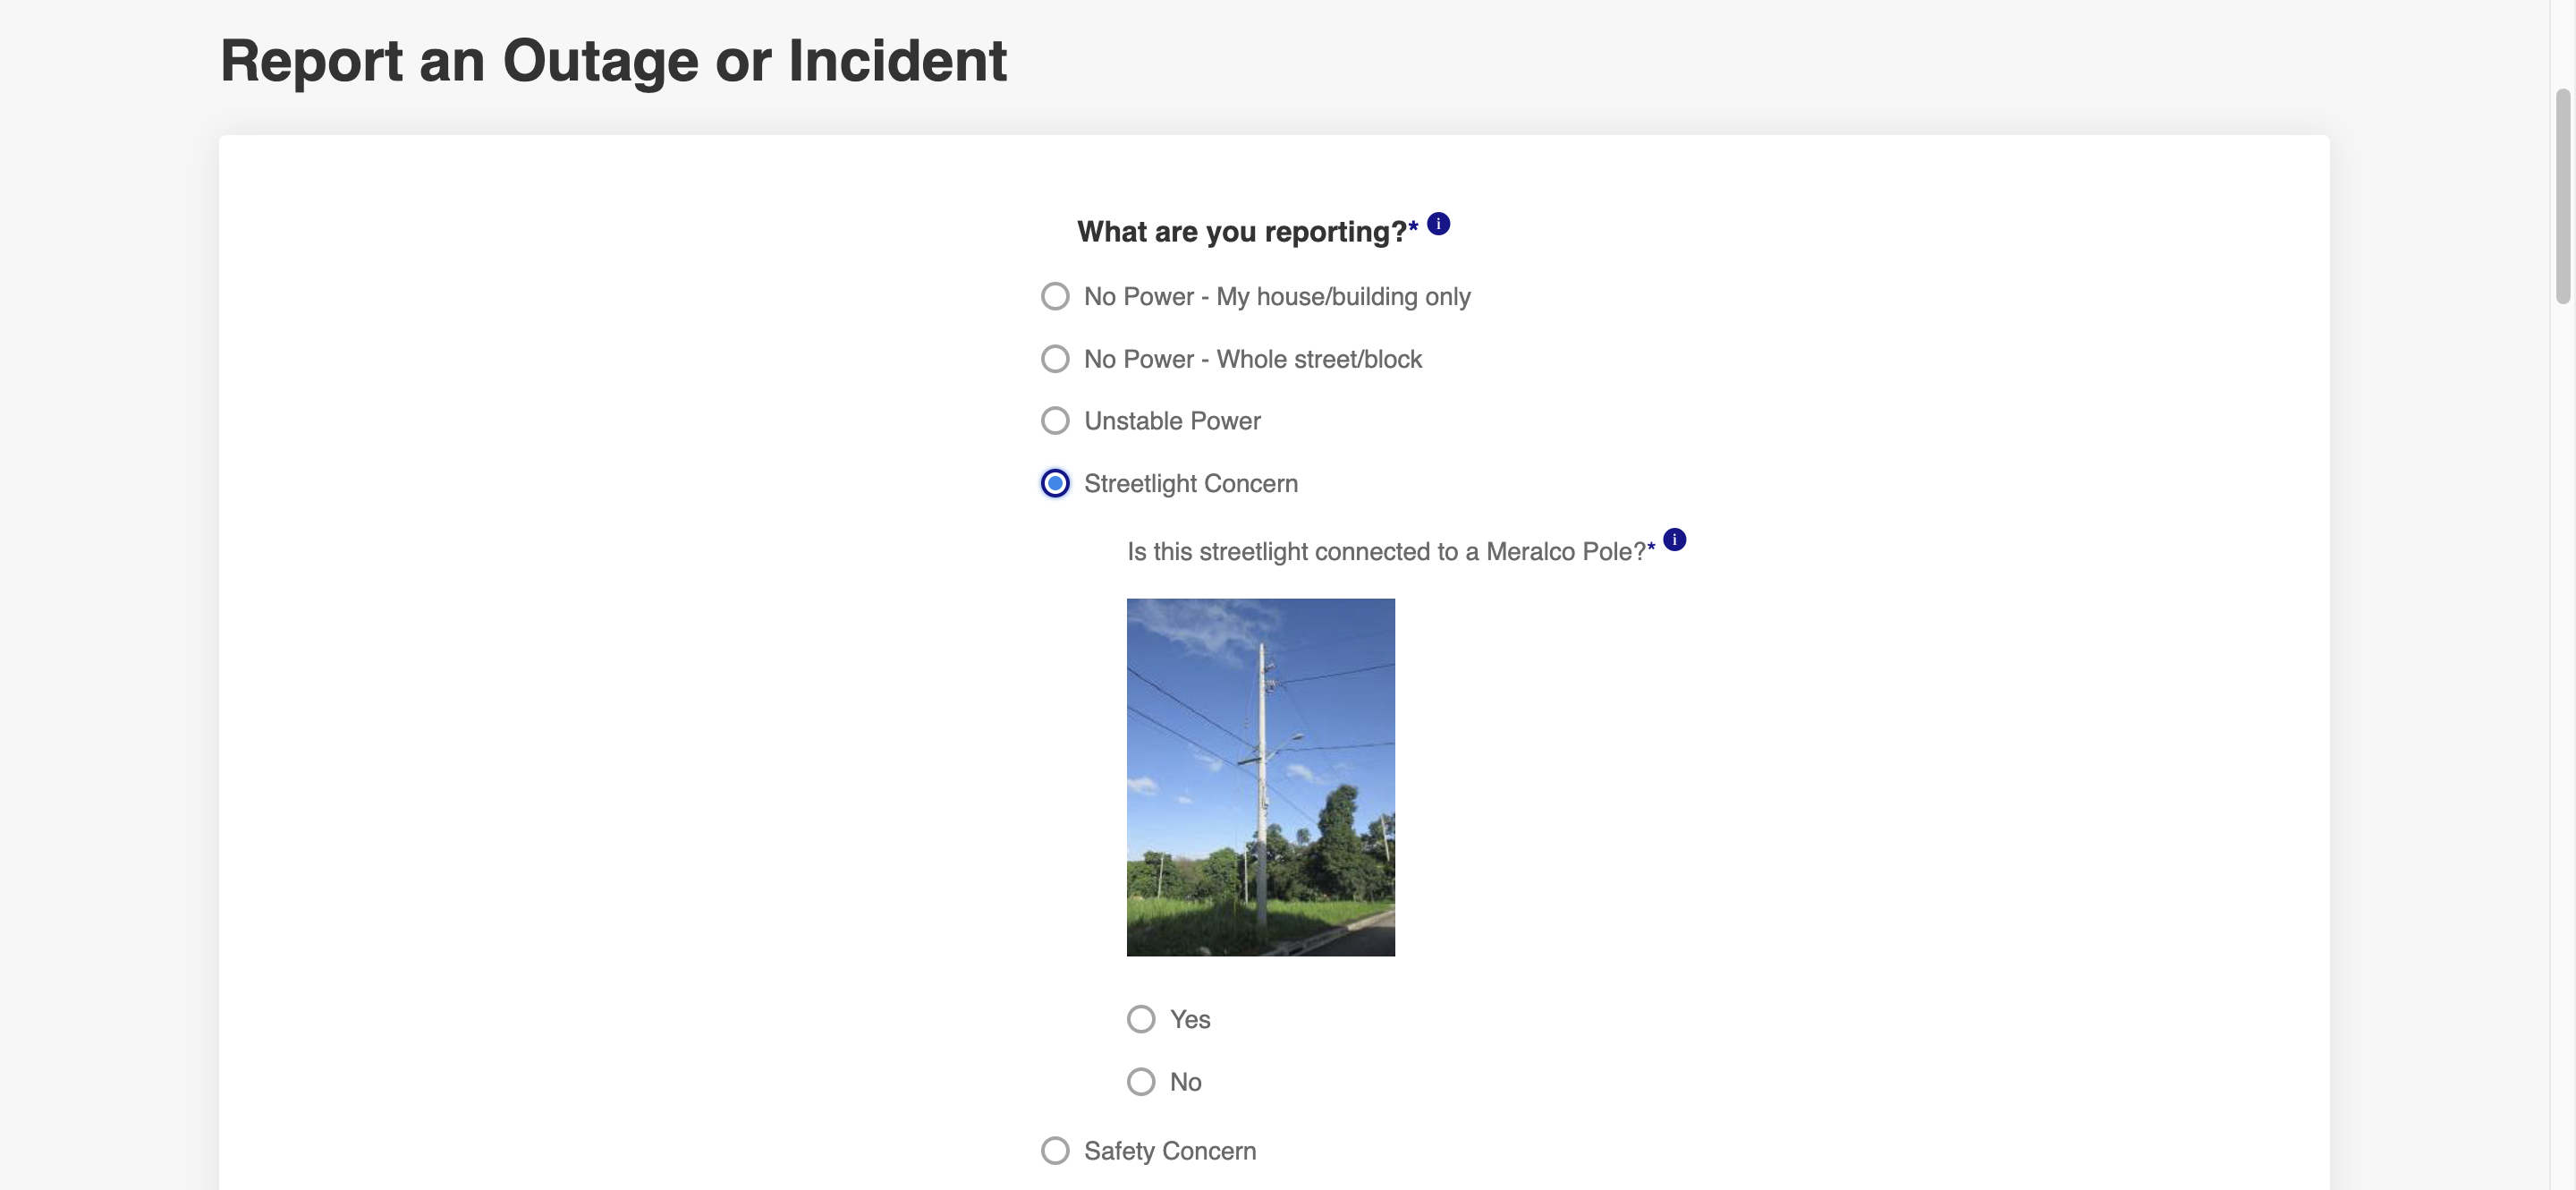 Report an Outage or Incident
What are you reporting?*
No Power - My house/building only
No Power - Whole street/block
Unstable Power
Streetlight Concern
Is this streetlight connected to a Meralco Pole?*
Yes
No
Safety Concern